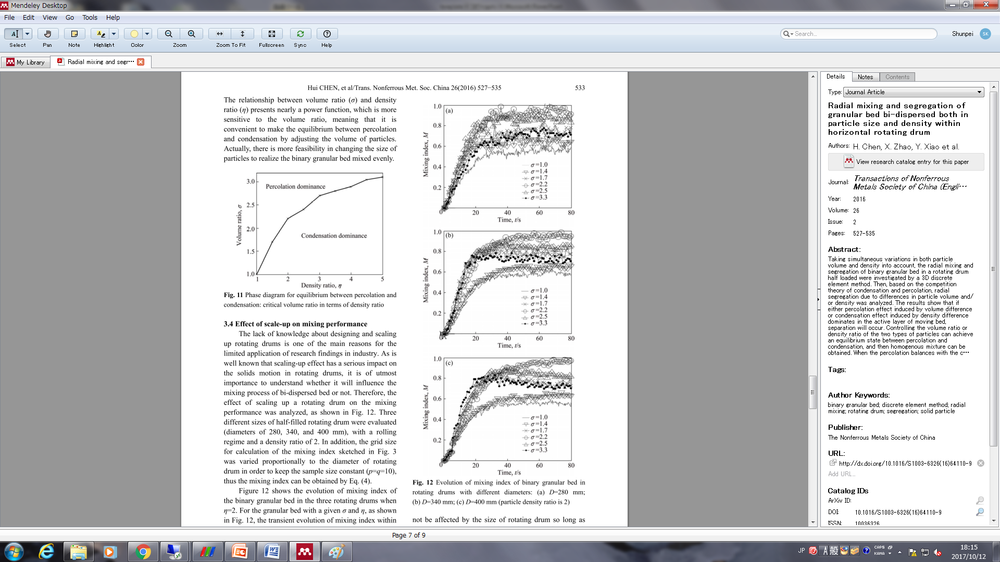 Mendeley Desktop
File Edit View Go Tools Help
Select Pan Note Highlight Color Zoom Zoom To Fit Fullscreen Sync Help
Search...
Shunpei SK
My Library Radial mixing and segr…
Hui CHEN, et al/Trans. Nonferrous Met. Soc. China 26(2016) 527−535 533
The relationship between volume ratio (σ) and density
ratio (η) presents nearly a power function, which is more
sensitive to the volume ratio, meaning that it is
convenient to make the equilibrium between percolation
and condensation by adjusting the volume of particles.
Actually, there is more feasibility in changing the size of
particles to realize the binary granular bed mixed evenly.
3.0
2.5
2.0
1.5
1.0
Volume ratio, σ
Percolation dominance
Condensation dominance
1 2 3 4 5
Density ratio, η
Fig. 11 Phase diagram for equilibrium between percolation and
condensation: critical volume ratio in terms of density ratio
3.4 Effect of scale-up on mixing performance
The lack of knowledge about designing and scaling
up rotating drums is one of the main reasons for the
limited application of research findings in industry. As is
well known that scaling-up effect has a serious impact on
the solids motion in rotating drums, it is of utmost
importance to understand whether it will influence the
mixing process of bi-dispersed bed or not. Therefore, the
effect of scaling up a rotating drum on the mixing
performance was analyzed, as shown in Fig. 12. Three
different sizes of half-filled rotating drum were evaluated
(diameters of 280, 340, and 400 mm), with a rolling
regime and a density ratio of 2. In addition, the grid size
for calculation of the mixing index sketched in Fig. 3
was varied proportionally to the diameter of rotating
drum in order to keep the sample size constant (p=q=10),
thus the mixing index can be obtained by Eq. (4).
Figure 12 shows the evolution of mixing index of
the binary granular bed in the three rotating drums when
η=2. For the granular bed with a given σ and η, as shown
in Fig. 12, the transient evolution of mixing index within
1.0
0.8
0.6
0.4
0.2
0
Mixing index, M
(a)
σ=1.0
σ=1.4
σ=1.7
σ=2.2
σ=2.5
σ=3.3
20 40 60 80
Time, t/s
1.0
0.8
0.6
0.4
0.2
0
Mixing index, M
(b)
σ=1.0
σ=1.4
σ=1.7
σ=2.2
σ=2.5
σ=3.3
20 40 60 80
Time, t/s
1.0
0.8
0.6
0.4
0.2
0
Mixing index, M
(c)
σ=1.0
σ=1.4
σ=1.7
σ=2.2
σ=2.5
σ=3.3
20 40 60 80
Time, t/s
Fig. 12 Evolution of mixing index of binary granular bed in
rotating drums with different diameters: (a) D=280 mm;
(b) D=340 mm; (c) D=400 mm (particle density ratio is 2)
not be affected by the size of rotating drum so long as
Details Notes Contents
Type: Journal Article
Radial mixing and segregation of
granular bed bi-dispersed both in
particle size and density within
horizontal rotating drum
Authors: H. Chen, X. Zhao, Y. Xiao et al.
View research catalog entry for this paper
Journal: Transactions of Nonferrous
Metals Society of China (Engli…
Year: 2016
Volume: 26
Issue: 2
Pages: 527-535
Abstract:
Taking simultaneous variations in both particle
volume and density into account, the radial mixing and
segregation of binary granular bed in a rotating drum
half loaded were investigated by a 3D discrete
element method. Then, based on the competition
theory of condensation and percolation, radial
segregation due to differences in particle volume and/
or density was analyzed. The results show that if
either percolation effect induced by volume difference
or condensation effect induced by density difference
dominates in the active layer of moving bed,
separation will occur. Controlling the volume ratio or
density ratio of the two types of particles can achieve
an equilibrium state between percolation and
condensation, and then homogenous mixture can be
obtained. When the percolation balances with the c…
Tags:
Author Keywords:
binary granular bed; discrete element method; radial
mixing; rotating drum; segregation; solid particle
Publisher:
The Nonferrous Metals Society of China
URL:
http://dx.doi.org/10.1016/S1003-6326(16)64110-9
Add URL...
Catalog IDs
ArXiv ID:
DOI: 10.1016/S1003-6326(16)64110-9
ISSN: 10036326
Page 7 of 9
JP A 般 CAPS KANA
18:15
2017/10/12